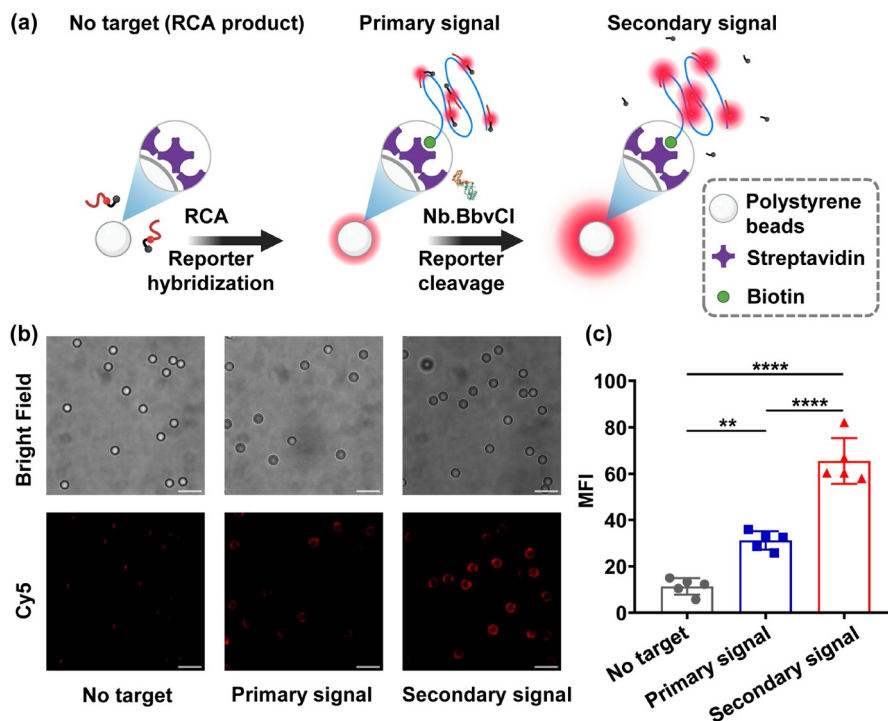 (a)
No target (RCA product)
Primary signal
Secondary signal
RCA
Reporter
hybridization
Nb.BbvCI
Reporter
cleavage
Polystyrene
beads
Streptavidin
Biotin
(b)
Bright Field
Cy5
No target
Primary signal
Secondary signal
(c)
MFI
100
80
60
40
20
0
****
**
****
No target
Primary signal
Secondary signal